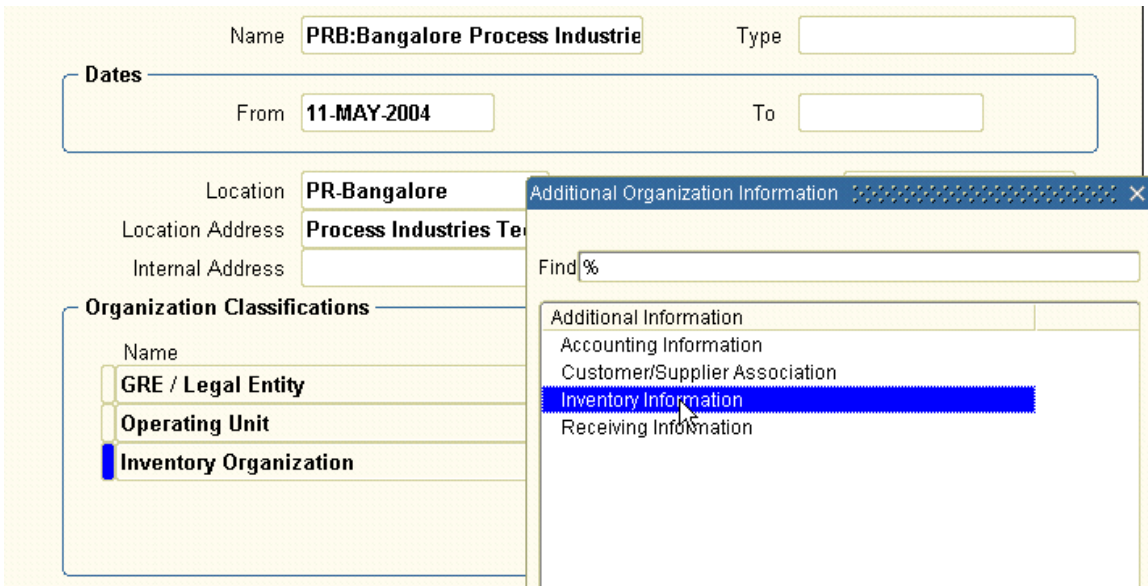 Name PRB:Bangalore Process Industrie Type
Dates
From 11-MAY-2004 To
Location PR-Bangalore
Additional Organization Information
Location Address Process Industries
Internal Address
Find %
Organization Classifications
Additional Information
Name
Accounting Information
GRE / Legal Entity
Customer/Supplier Association
Operating Unit
Inventory Information
Inventory Organization
Receiving Information